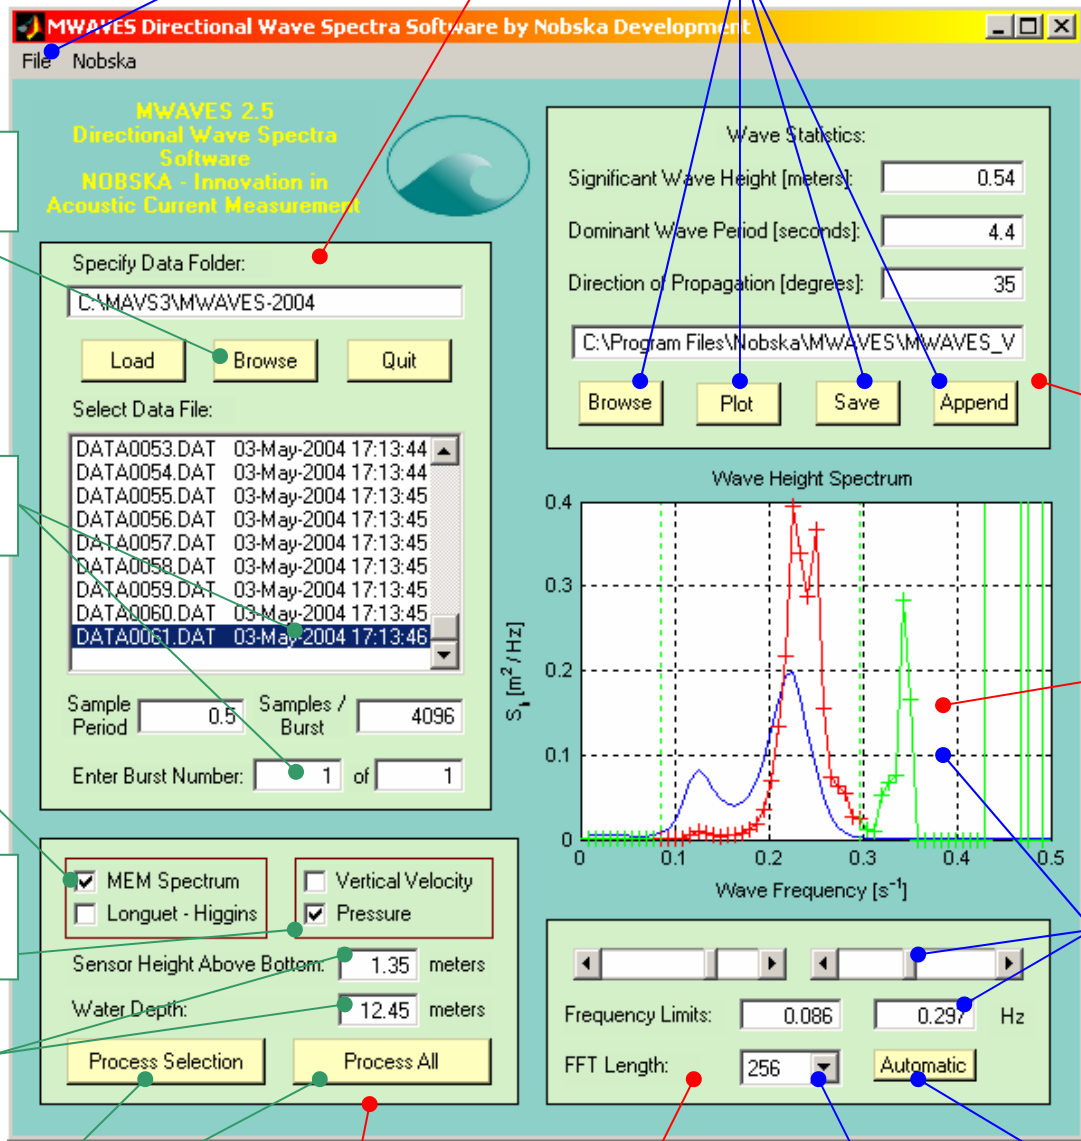 MWAVES Directional Wave Spectra Software by Nobska Development
File Nobska
MWAVES 2.5
Directional Wave Spectra
Software
NOBSKA - Innovation in
Acoustic Current Measurement
Specify Data Folder:
C:\MAVS3\MWAVES-2004
Load Browse Quit
Select Data File:
DATA0053.DAT 03-May-2004 17:13:44
DATA0054.DAT 03-May-2004 17:13:44
DATA0055.DAT 03-May-2004 17:13:45
DATA0056.DAT 03-May-2004 17:13:45
DATA0057.DAT 03-May-2004 17:13:45
DATA0058.DAT 03-May-2004 17:13:45
DATA0059.DAT 03-May-2004 17:13:45
DATA0060.DAT 03-May-2004 17:13:45
DATA0061.DAT 03-May-2004 17:13:46
Sample Period 0.5 Samples / Burst 4096
Enter Burst Number: 1 of 1
MEM Spectrum
Longuet - Higgins
Vertical Velocity
Pressure
Sensor Height Above Bottom: 1.35 meters
Water Depth: 12.45 meters
Process Selection Process All
Wave Statistics:
Significant Wave Height [meters]: 0.54
Dominant Wave Period [seconds]: 4.4
Direction of Propagation [degrees]: 35
C:\Program Files\Nobska\MWAVES\MWAVES_V
Browse Plot Save Append
Wave Height Spectrum
0.4
0.3
0.2
0.1
0
S [m² / Hz]
0 0.1 0.2 0.3 0.4 0.5
Wave Frequency [s⁻¹]
Frequency Limits: 0.086 0.297 Hz
FFT Length: 256 Automatic